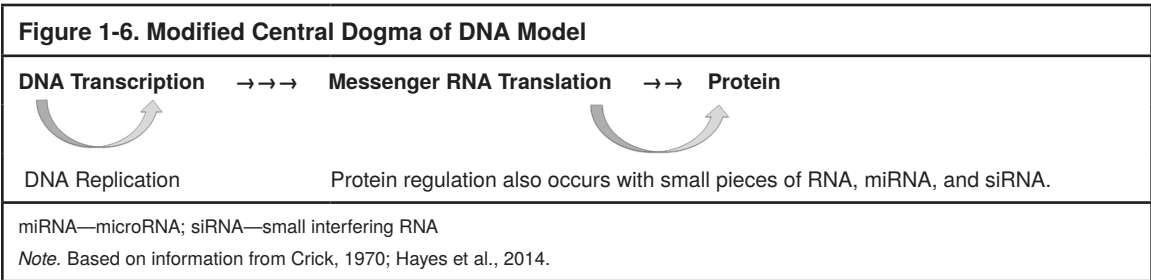 Figure 1-6. Modified Central Dogma of DNA Model
DNA Transcription →→→ Messenger RNA Translation →→ Protein
DNA Replication Protein regulation also occurs with small pieces of RNA, miRNA, and siRNA.
miRNA—microRNA; siRNA—small interfering RNA
Note. Based on information from Crick, 1970; Hayes et al., 2014.